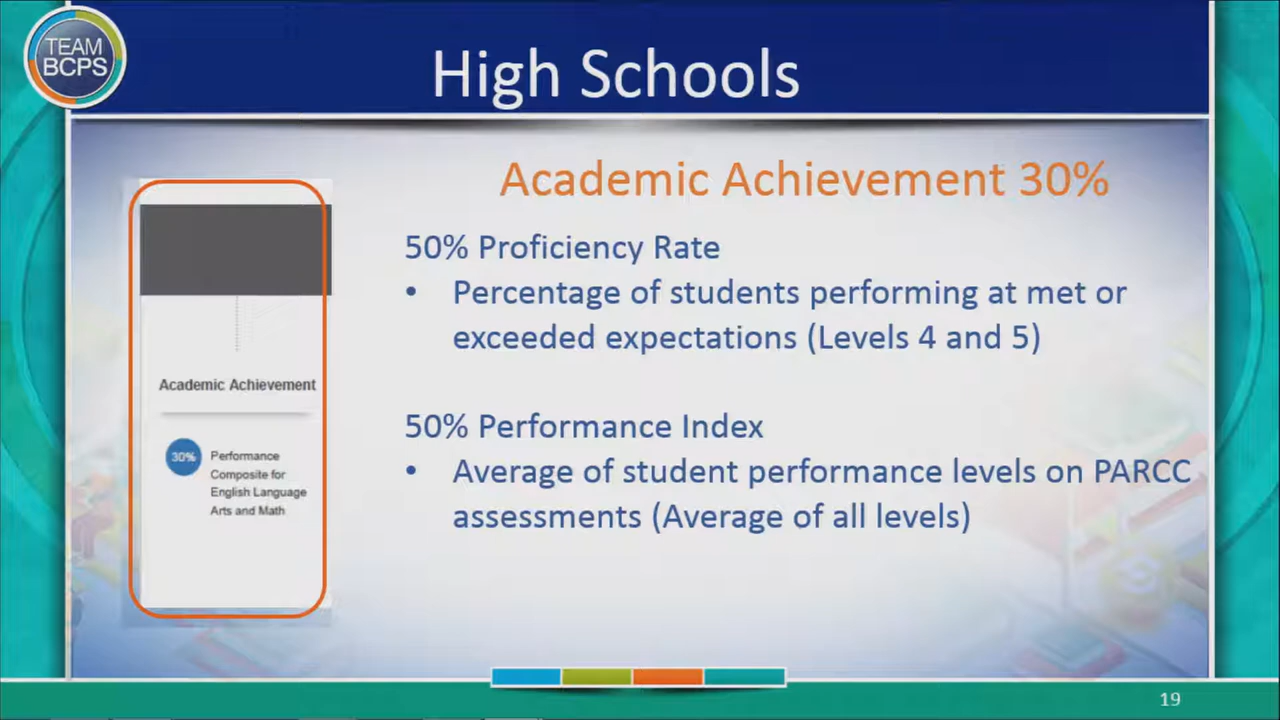 TEAM
BCPS
High Schools
Academic Achievement 30%
50% Proficiency Rate
• Percentage of students performing at met or
exceeded expectations (Levels 4 and 5)
50% Performance Index
• Average of student performance levels on PARCC
assessments (Average of all levels)
Academic Achievement
30%
Performance
Composite for
English Language
Arts and Math
19